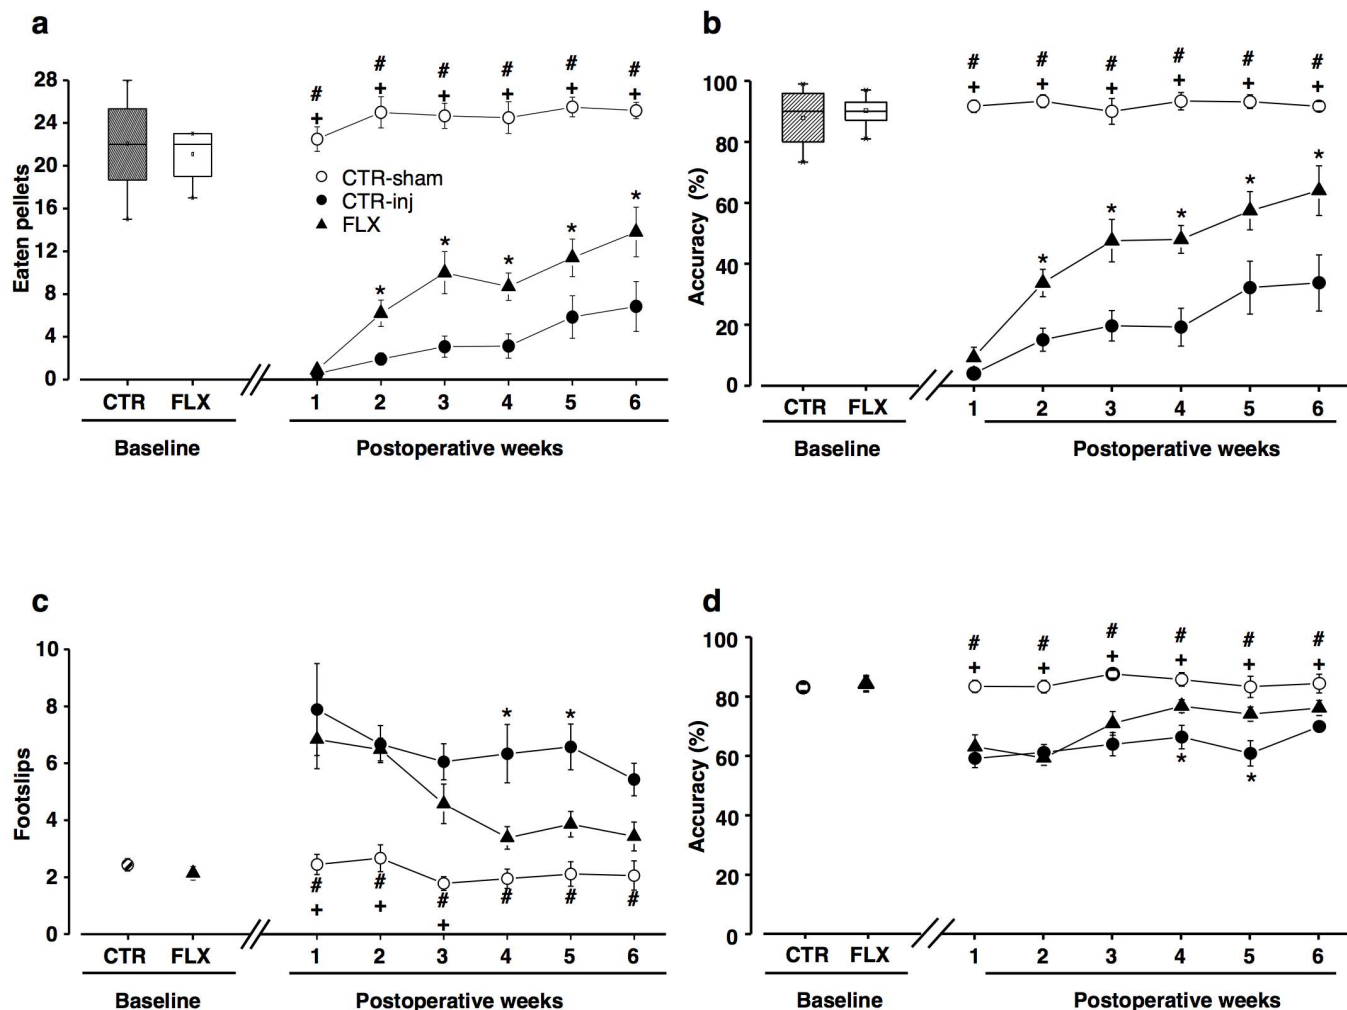 a
Eaten pellets
28
24
20
16
12
8
4
0
# # # # # #
+ + + + + +
CTR-sham
CTR-inj
FLX
* * * * *
CTR FLX
1 2 3 4 5 6
Baseline
Postoperative weeks
b
Accuracy (%)
100
80
60
40
20
0
# # # # # #
+ + + + + +
* * * * *
CTR FLX
1 2 3 4 5 6
Baseline
Postoperative weeks
c
Footslips
10
8
6
4
2
0
* *
# # # # # #
+ + +
CTR FLX
1 2 3 4 5 6
Baseline
Postoperative weeks
d
Accuracy (%)
100
80
60
40
20
0
# # # # # #
+ + + + + +
* *
CTR FLX
1 2 3 4 5 6
Baseline
Postoperative weeks